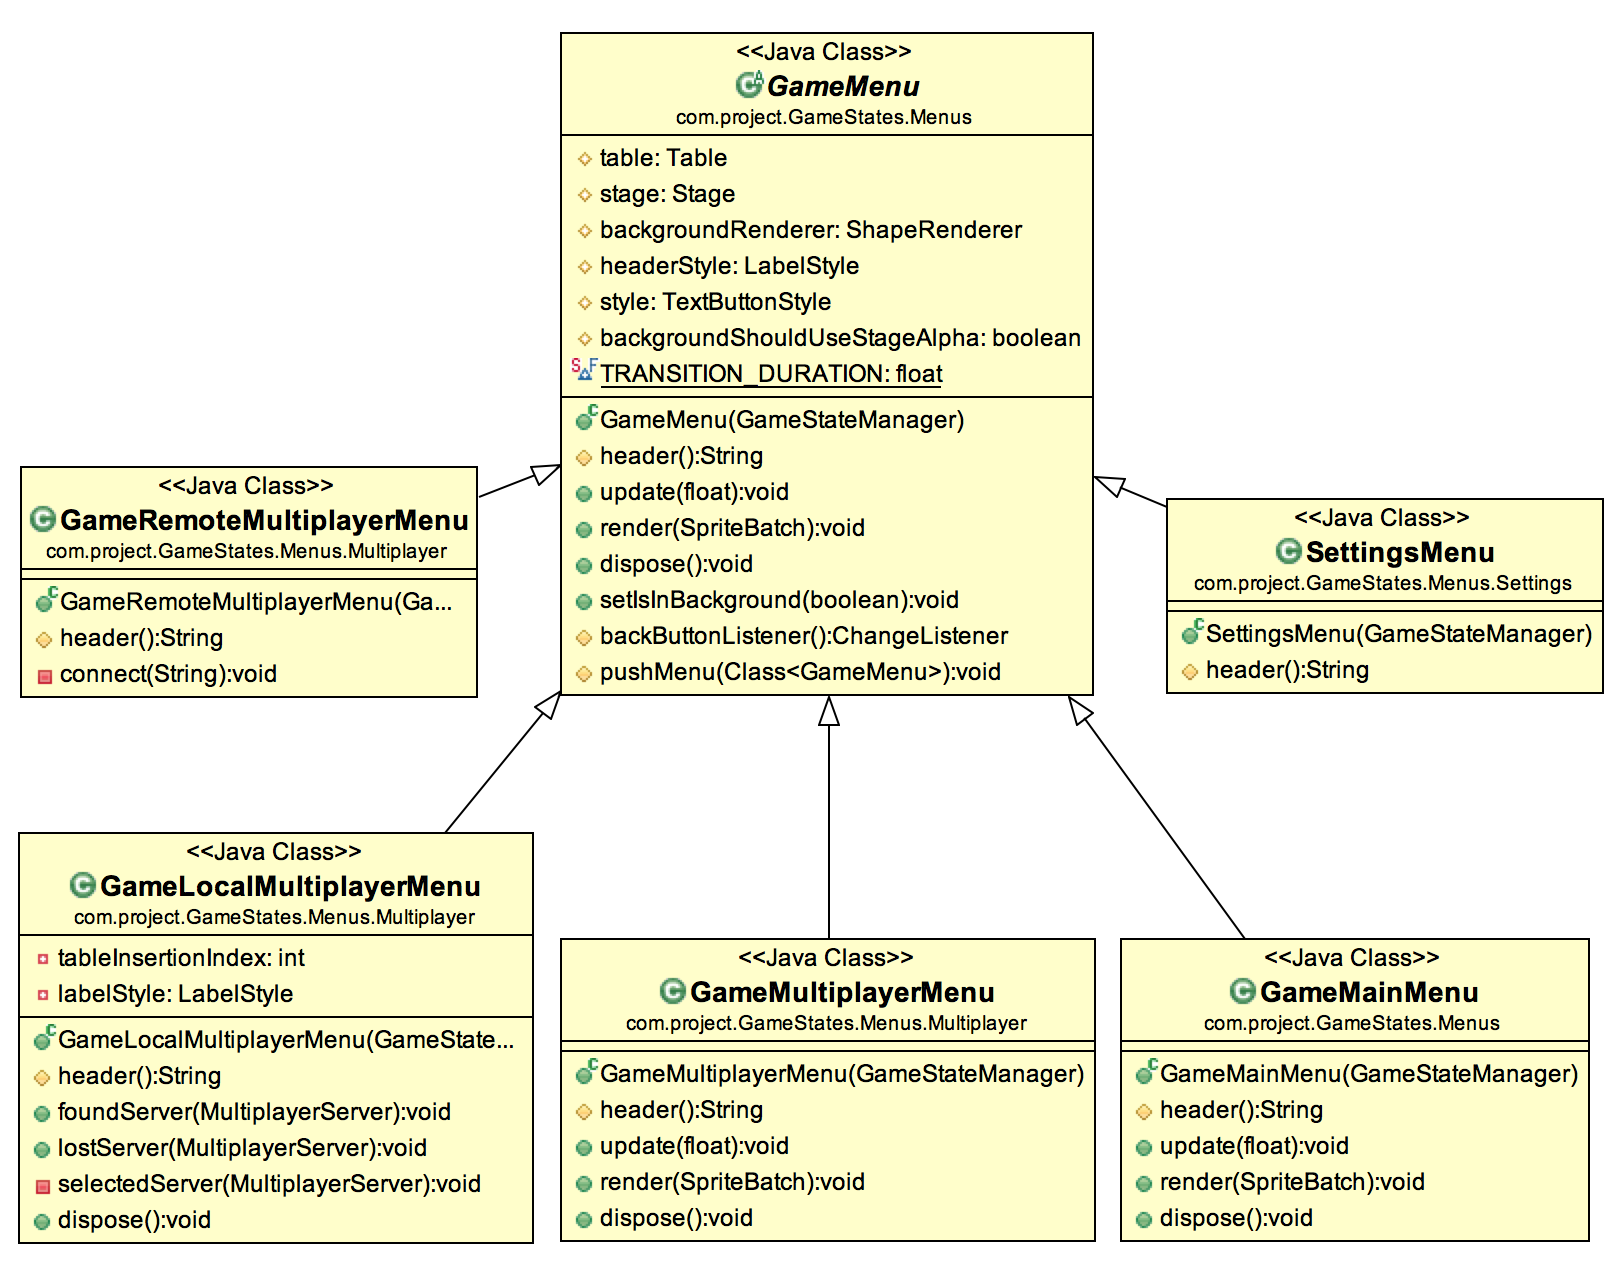 <<Java Class>>
GameMenu
com.project.GameStates.Menus
table: Table
stage: Stage
backgroundRenderer: ShapeRenderer
headerStyle: LabelStyle
style: TextButtonStyle
backgroundShouldUseStageAlpha: boolean
TRANSITION_DURATION: float
GameMenu(GameStateManager)
header():String
update(float):void
render(SpriteBatch):void
dispose():void
setIsInBackground(boolean):void
backButtonListener():ChangeListener
pushMenu(Class<GameMenu>):void
<<Java Class>>
GameRemoteMultiplayerMenu
com.project.GameStates.Menus.Multiplayer
GameRemoteMultiplayerMenu(Ga...
header():String
connect(String):void
<<Java Class>>
SettingsMenu
com.project.GameStates.Menus.Settings
SettingsMenu(GameStateManager)
header():String
<<Java Class>>
GameLocalMultiplayerMenu
com.project.GameStates.Menus.Multiplayer
tableInsertionIndex: int
labelStyle: LabelStyle
GameLocalMultiplayerMenu(GameState...
header():String
foundServer(MultiplayerServer):void
lostServer(MultiplayerServer):void
selectedServer(MultiplayerServer):void
dispose():void
<<Java Class>>
GameMultiplayerMenu
com.project.GameStates.Menus.Multiplayer
GameMultiplayerMenu(GameStateManager)
header():String
update(float):void
render(SpriteBatch):void
dispose():void
<<Java Class>>
GameMainMenu
com.project.GameStates.Menus
GameMainMenu(GameStateManager)
header():String
update(float):void
render(SpriteBatch):void
dispose():void